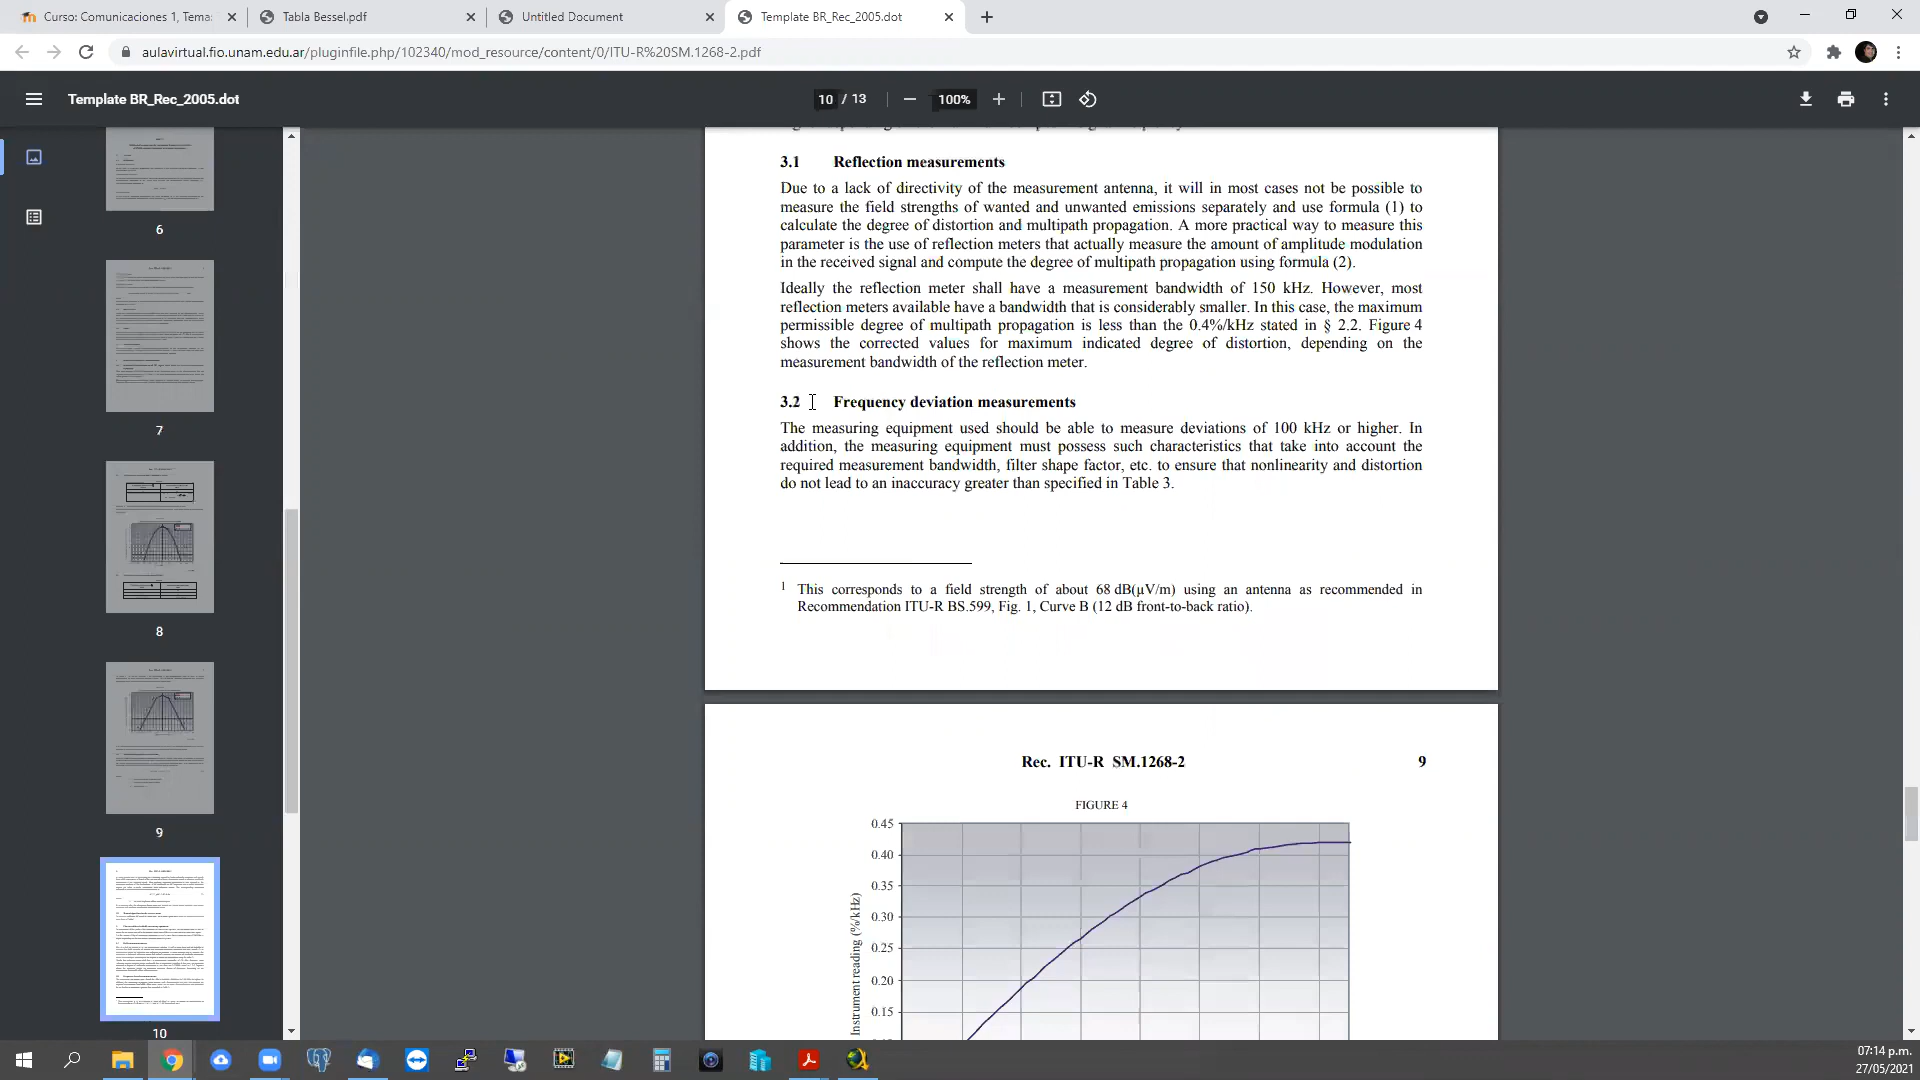 Curso: Comunicaciones 1, Tema:
Tabla Bessel.pdf
Untitled Document
Template BR_Rec_2005.dot
aulavirtual.fio.unam.edu.ar/pluginfile.php/102340/mod_resource/content/0/ITU-R%20SM.1268-2.pdf
Template BR_Rec_2005.dot
10 / 13
100%
6
7
8
9
10
3.1 Reflection measurements
Due to a lack of directivity of the measurement antenna, it will in most cases not be possible to
measure the field strengths of wanted and unwanted emissions separately and use formula (1) to
calculate the degree of distortion and multipath propagation. A more practical way to measure this
parameter is the use of reflection meters that actually measure the amount of amplitude modulation
in the received signal and compute the degree of multipath propagation using formula (2).
Ideally the reflection meter shall have a measurement bandwidth of 150 kHz. However, most
reflection meters available have a bandwidth that is considerably smaller. In this case, the maximum
permissible degree of multipath propagation is less than the 0.4%/kHz stated in § 2.2. Figure 4
shows the corrected values for maximum indicated degree of distortion, depending on the
measurement bandwidth of the reflection meter.
3.2 Frequency deviation measurements
The measuring equipment used should be able to measure deviations of 100 kHz or higher. In
addition, the measuring equipment must possess such characteristics that take into account the
required measurement bandwidth, filter shape factor, etc. to ensure that nonlinearity and distortion
do not lead to an inaccuracy greater than specified in Table 3.
1 This corresponds to a field strength of about 68 dB(µV/m) using an antenna as recommended in
Recommendation ITU-R BS.599, Fig. 1, Curve B (12 dB front-to-back ratio).
Rec. ITU-R SM.1268-2 9
FIGURE 4
0.45
0.40
0.35
0.30
0.25
0.20
0.15
Instrument reading (%/kHz)
07:14 p.m.
27/05/2021